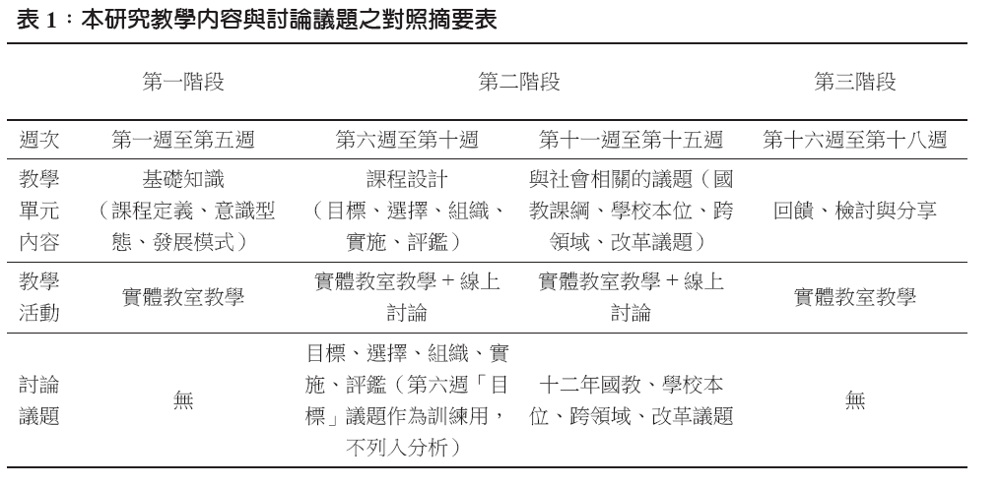 表 1：本研究教學內容與討論議題之對照摘要表
第一階段 第二階段 第三階段
週次 第一週至第五週 第六週至第十週 第十一週至第十五週 第十六週至第十八週
教學
單元
內容
基礎知識
（課程定義、意識型
態、發展模式）
課程設計
（目標、選擇、組織、
實施、評鑑）
與社會相關的議題（國
教課綱、學校本位、跨
領域、改革議題）
回饋、檢討與分享
教學
活動
實體教室教學
實體教室教學＋線上
討論
實體教室教學＋線上
討論
實體教室教學
討論
議題
無
目標、選擇、組織、實
施、評鑑（第六週「目
標」議題作為訓練用，
不列入分析）
十二年國教、學校本
位、跨領域、改革議題
無